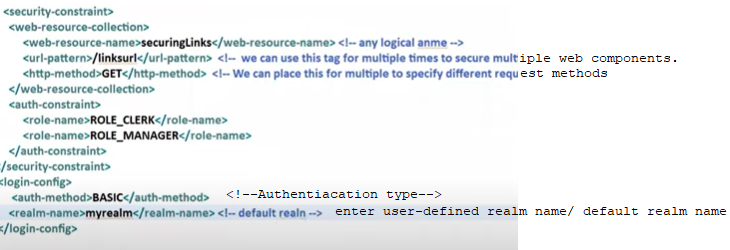 <security-constraint>
<web-resource-collection>
<web-resource-name>securingLinks</web-resource-name> <!-- any logical anme -->
<url-pattern>/linksurl</url-pattern> <!-- we can use this tag for multiple times to secure multiple web components.
<http-method>GET</http-method> <!-- We can place this for multiple to specify different request methods
</web-resource-collection>
<auth-constraint>
<role-name>ROLE_CLERK</role-name>
<role-name>ROLE_MANAGER</role-name>
</auth-constraint>
</security-constraint>
<login-config>
<auth-method>BASIC</auth-method> <!--Authentiacation type-->
<realm-name>myrealm</realm-name> <!-- default realn --> enter user-defined realm name/ default realm name
</login-config>